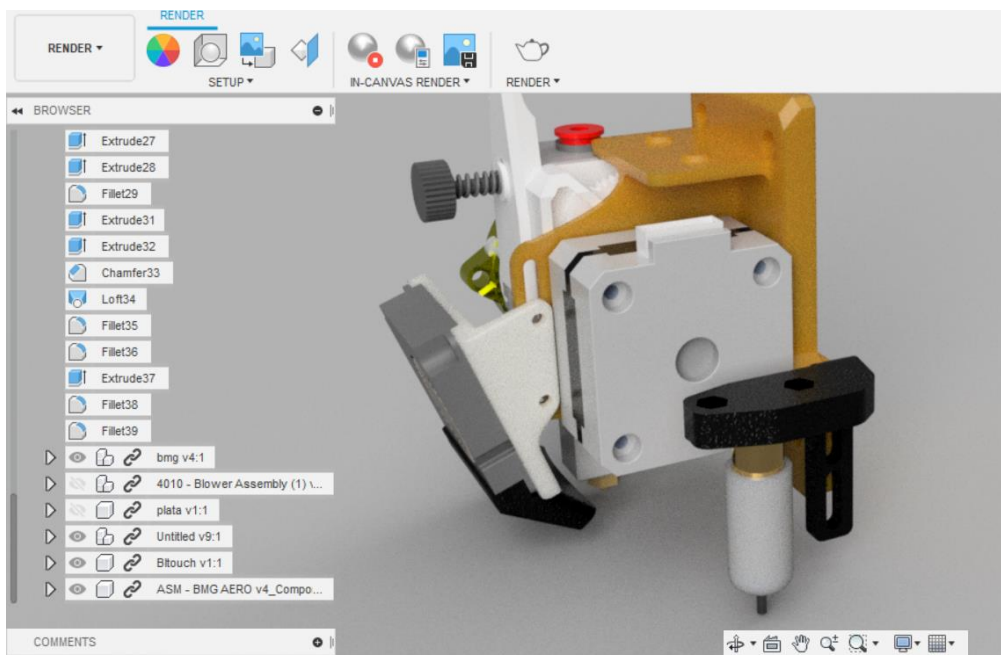 RENDER
RENDER
SETUP
IN-CANVAS RENDER
RENDER
BROWSER
Extrude27
Extrude28
Fillet29
Extrude31
Extrude32
Chamfer33
Loft34
Fillet35
Fillet36
Extrude37
Fillet38
Fillet39
bmg v4:1
4010 - Blower Assembly (1) \...
plata v1:1
Untitled v9:1
Bltouch v1:1
ASM - BMG AERO v4_Compo...
COMMENTS